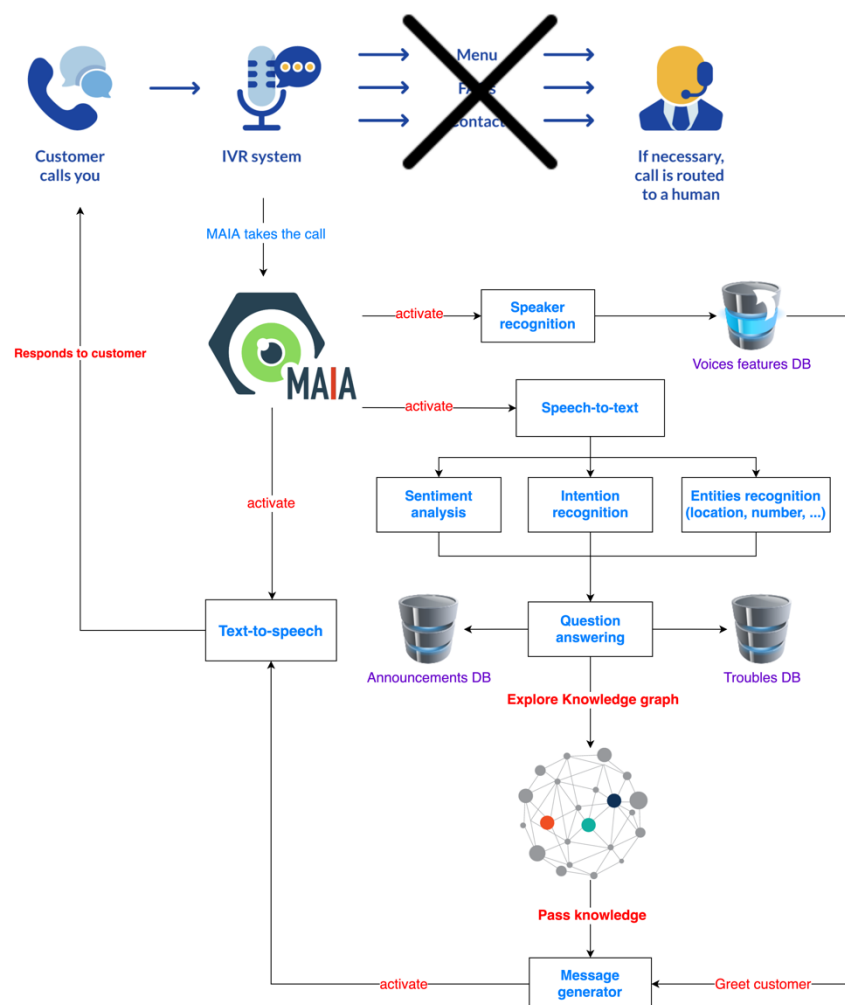 Menu
FAQs
Contact
Customer
calls you
IVR system
If necessary,
call is routed
to a human
MAIA takes the call
activate
Speaker
recognition
MAIA
Voices features DB
Responds to customer
activate
Speech-to-text
activate
Sentiment
analysis
Intention
recognition
Entities recognition
(location, number, ...)
Text-to-speech
Question
answering
Announcements DB
Troubles DB
Explore Knowledge graph
Pass knowledge
activate
Message
generator
Greet customer